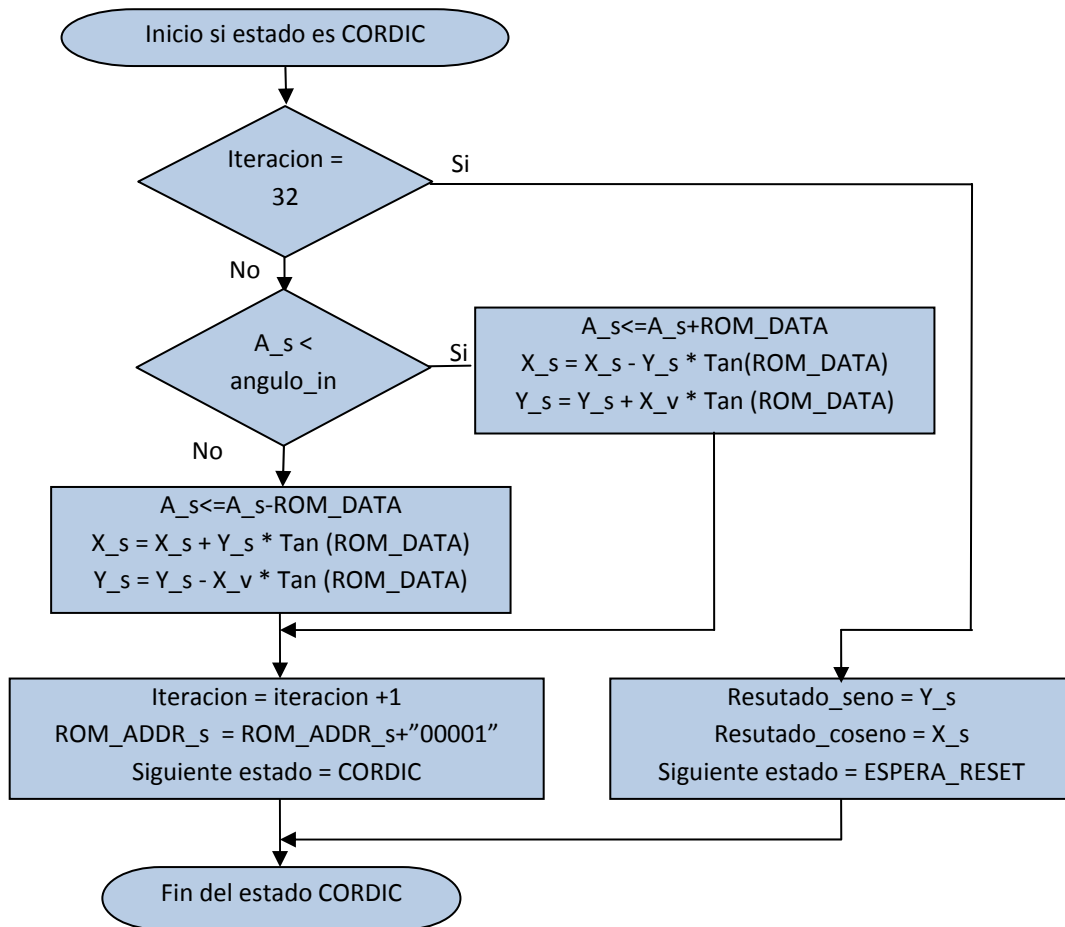 Inicio si estado es CORDIC
Iteracion =
32
Si
No
A_s <
angulo_in
Si
A_s<=A_s+ROM_DATA
X_s = X_s - Y_s * Tan(ROM_DATA)
Y_s = Y_s + X_v * Tan (ROM_DATA)
No
A_s<=A_s-ROM_DATA
X_s = X_s + Y_s * Tan (ROM_DATA)
Y_s = Y_s - X_v * Tan (ROM_DATA)
Iteracion = iteracion +1
ROM_ADDR_s = ROM_ADDR_s+”00001”
Siguiente estado = CORDIC
Resutado_seno = Y_s
Resutado_coseno = X_s
Siguiente estado = ESPERA_RESET
Fin del estado CORDIC